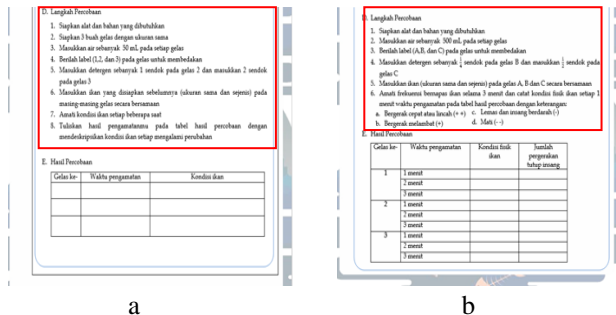 D. Langkah Percobaan
1. Siapkan alat dan bahan yang dibutuhkan
2. Siapkan 3 buah gelas dengan ukuran sama
3. Masukkan air sebanyak 50 mL pada setiap gelas
4. Berilah label (1,2, dan 3) pada gelas untuk membedakan
5. Masukkan detergen sebanyak 1 sendok pada gelas 2 dan masukkan 2 sendok
pada gelas 3
6. Masukkan ikan yang disiapkan sebelumnya (ukuran sama dan sejenis) pada
masing-masing gelas secara bersamaan
7. Amati kondisi ikan setiap beberapa saat
8. Tuliskan hasil pengamatanmu pada tabel hasil percobaan dengan
mendeskripsikan kondisi ikan setiap mengalami perubahan
E. Hasil Percobaan
Gelas ke- Waktu pengamatan Kondisi ikan
a
D. Langkah Percobaan
1. Siapkan alat dan bahan yang dibutuhkan
2. Masukkan air sebanyak 300 mL pada setiap gelas
3. Berilah label (A,B, dan C) pada gelas untuk membedakan
4. Masukkan detergen sebanyak sendok pada gelas B dan masukkan sendok pada
gelas C
5. Masukkan ikan (ukuran sama dan sejenis) pada gelas A, B dan C secara bersamaan
6. Amati frekuensi bernapas ikan selama 3 menit dan catat kondisi fisik ikan setiap 1
menit waktu pengamatan pada tabel hasil percobaan dengan keterangan:
a. Bergerak cepat atau lincah (+ +) c. Lemas dan insang berdarah (-)
b. Bergerak melambat (+) d. Mati (- -)
E. Hasil Percobaan
Gelas ke- Waktu pengamatan Kondisi fisik ikan Jumlah pergerakan tutup insang
1 1 menit
2 menit
3 menit
2 1 menit
2 menit
3 menit
3 1 menit
2 menit
3 menit
b